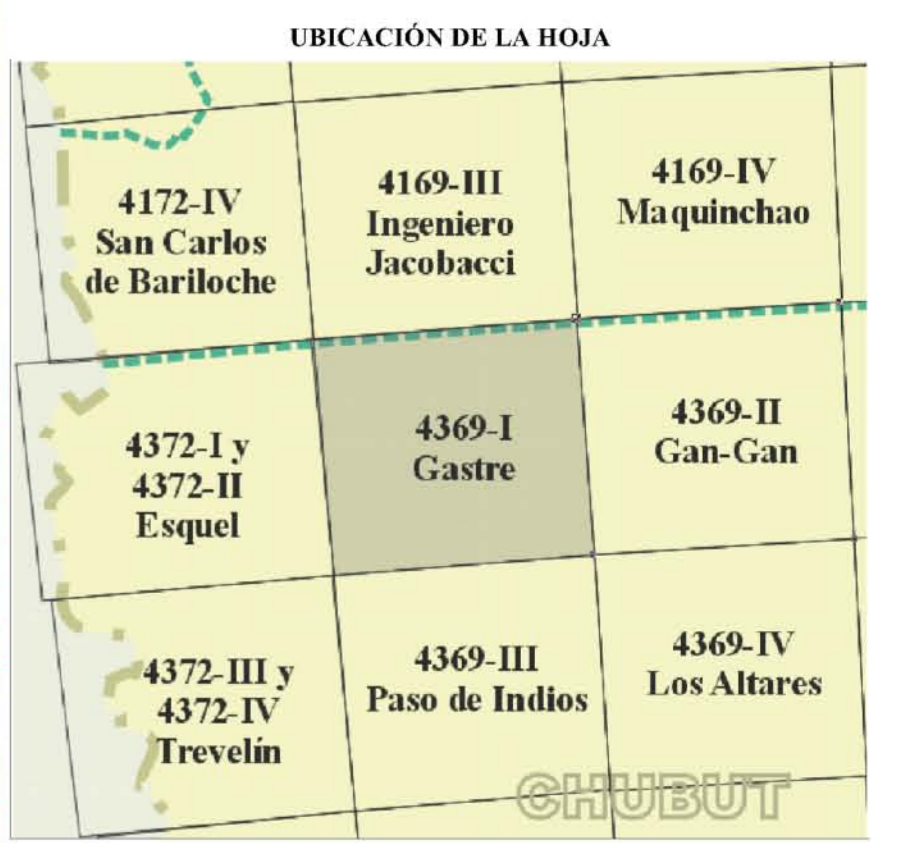 UBICACIÓN DE LA HOJA
4172-IV
San Carlos
de Bariloche
4169-III
Ingeniero
Jacobacci
4169-IV
Maquinchao
4372-I y
4372-II
Esquel
4369-I
Gastre
4369-II
Gan-Gan
4372-III y
4372-IV
Trevelín
4369-III
Paso de Indios
4369-IV
Los Altares
CHUBUT